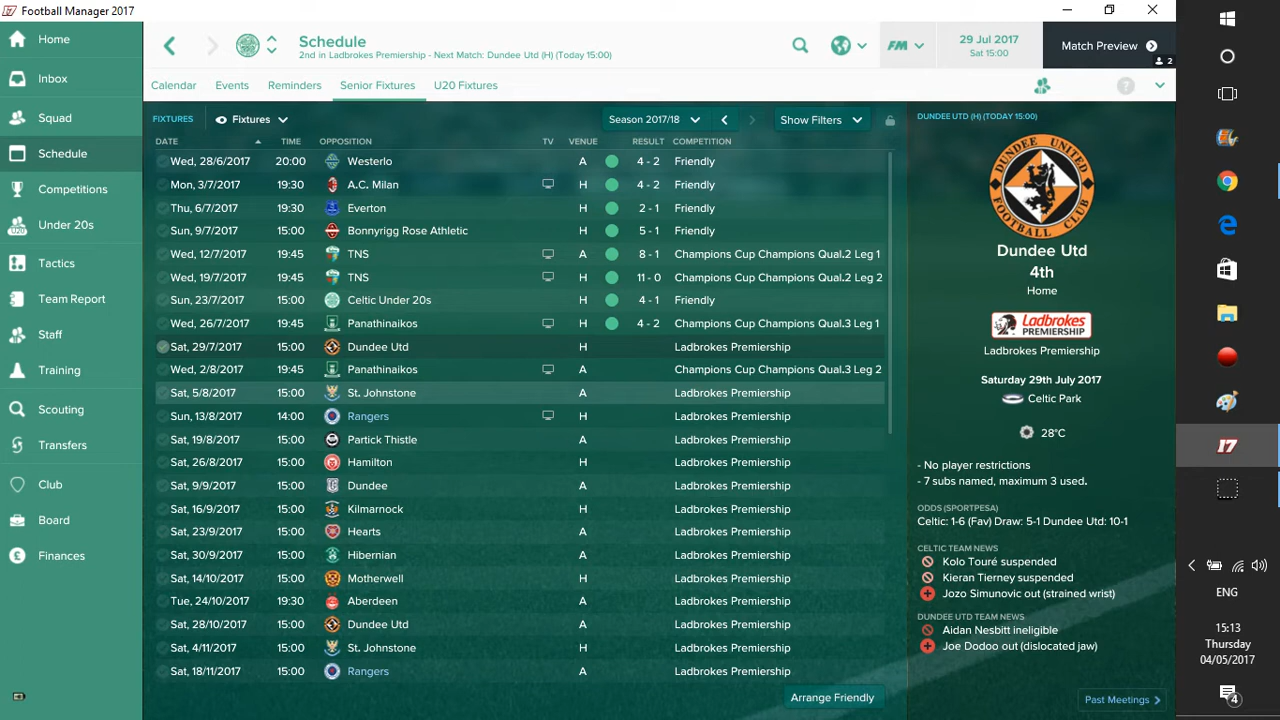 17 Football Manager 2017
Home
Inbox
Squad
Schedule
Competitions
Under 20s
Tactics
Team Report
Staff
Training
Scouting
Transfers
Club
Board
Finances
Schedule
2nd in Ladbrokes Premiership - Next Match: Dundee Utd (H) (Today 15:00)
FM
29 Jul 2017
Sat 15:00
Match Preview
2
Calendar Events Reminders Senior Fixtures U20 Fixtures
?
FIXTURES Fixtures Season 2017/18 Show Filters
DATE TIME OPPOSITION TV VENUE RESULT COMPETITION
Wed, 28/6/2017 20:00 Westerlo A 4 - 2 Friendly
Mon, 3/7/2017 19:30 A.C. Milan H 4 - 2 Friendly
Thu, 6/7/2017 19:30 Everton H 2 - 1 Friendly
Sun, 9/7/2017 15:00 Bonnyrigg Rose Athletic H 5 - 1 Friendly
Wed, 12/7/2017 19:45 TNS A 8 - 1 Champions Cup Champions Qual.2 Leg 1
Wed, 19/7/2017 19:45 TNS H 11 - 0 Champions Cup Champions Qual.2 Leg 2
Sun, 23/7/2017 15:00 Celtic Under 20s H 4 - 1 Friendly
Wed, 26/7/2017 19:45 Panathinaikos H 4 - 2 Champions Cup Champions Qual.3 Leg 1
Sat, 29/7/2017 15:00 Dundee Utd H Ladbrokes Premiership
Wed, 2/8/2017 19:45 Panathinaikos A Champions Cup Champions Qual.3 Leg 2
Sat, 5/8/2017 15:00 St. Johnstone A Ladbrokes Premiership
Sun, 13/8/2017 14:00 Rangers H Ladbrokes Premiership
Sat, 19/8/2017 15:00 Partick Thistle A Ladbrokes Premiership
Sat, 26/8/2017 15:00 Hamilton H Ladbrokes Premiership
Sat, 9/9/2017 15:00 Dundee A Ladbrokes Premiership
Sat, 16/9/2017 15:00 Kilmarnock H Ladbrokes Premiership
Sat, 23/9/2017 15:00 Hearts A Ladbrokes Premiership
Sat, 30/9/2017 15:00 Hibernian A Ladbrokes Premiership
Sat, 14/10/2017 15:00 Motherwell H Ladbrokes Premiership
Tue, 24/10/2017 19:30 Aberdeen A Ladbrokes Premiership
Sat, 28/10/2017 15:00 Dundee Utd A Ladbrokes Premiership
Sat, 4/11/2017 15:00 St. Johnstone H Ladbrokes Premiership
Sat, 18/11/2017 15:00 Rangers A Ladbrokes Premiership
Arrange Friendly
DUNDEE UTD (H) (TODAY 15:00)
DUNDEE UNITED
FOOTBALL CLUB
Dundee Utd
4th
Home
Ladbrokes
PREMIERSHIP
Ladbrokes Premiership
Saturday 29th July 2017
Celtic Park
28°C
- No player restrictions
- 7 subs named, maximum 3 used.
ODDS (SPORTPESA)
Celtic: 1-6 (Fav) Draw: 5-1 Dundee Utd: 10-1
CELTIC TEAM NEWS
Kolo Touré suspended
Kieran Tierney suspended
Jozo Simunovic out (strained wrist)
DUNDEE UTD TEAM NEWS
Aidan Nesbitt ineligible
Joe Dodoo out (dislocated jaw)
Past Meetings
17
ENG
15:13
Thursday
04/05/2017
4